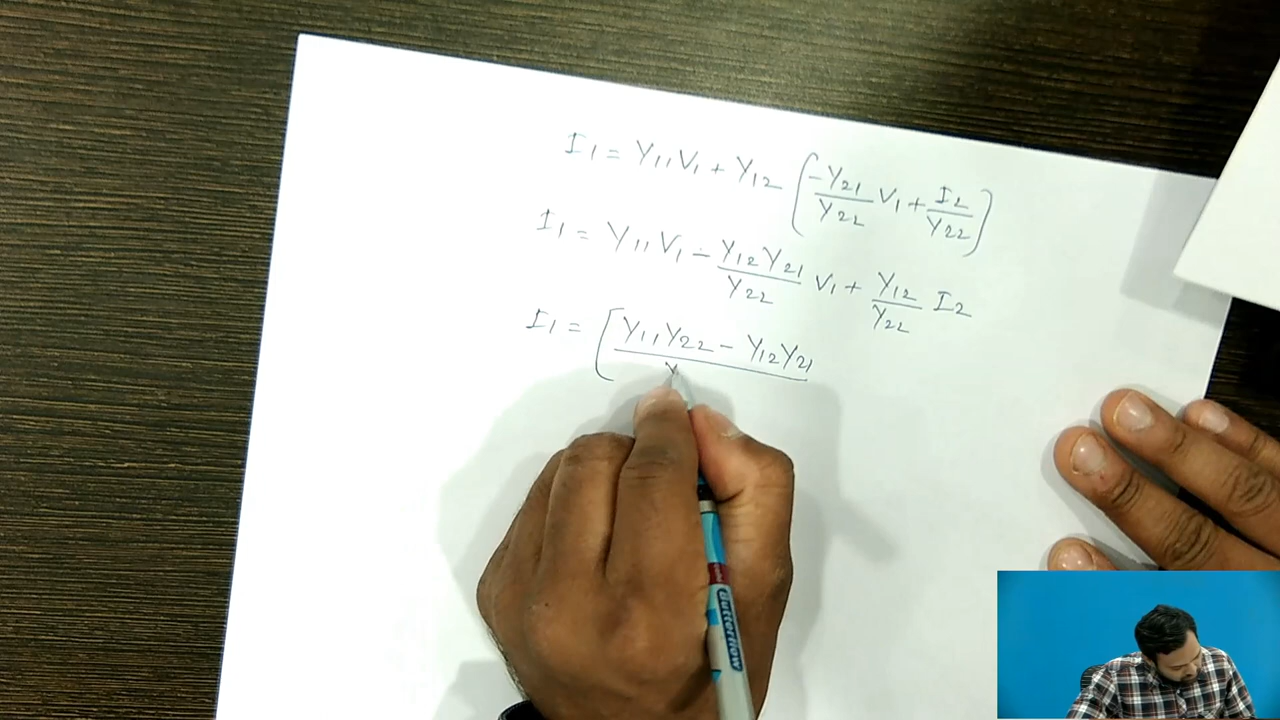 I1 = Y11V1 + Y12 [-Y21/Y22 V1 + I2/Y22]
I1 = Y11V1 - Y12Y21/Y22 V1 + Y12/Y22 I2
I1 = [Y11Y22 - Y12Y21/Y
Butterflow